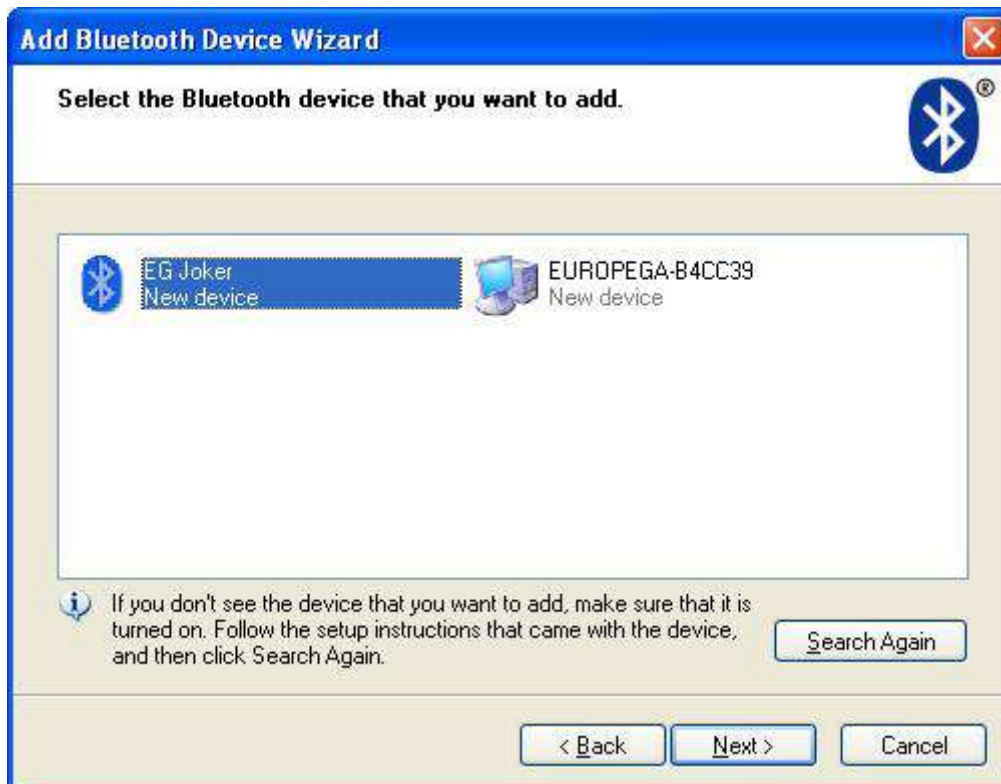 Add Bluetooth Device Wizard
Select the Bluetooth device that you want to add.
®
EG Joker
New device
EUROPEGA-B4CC39
New device
If you don't see the device that you want to add, make sure that it is
turned on. Follow the setup instructions that came with the device,
and then click Search Again.
Search Again
< Back
Next >
Cancel